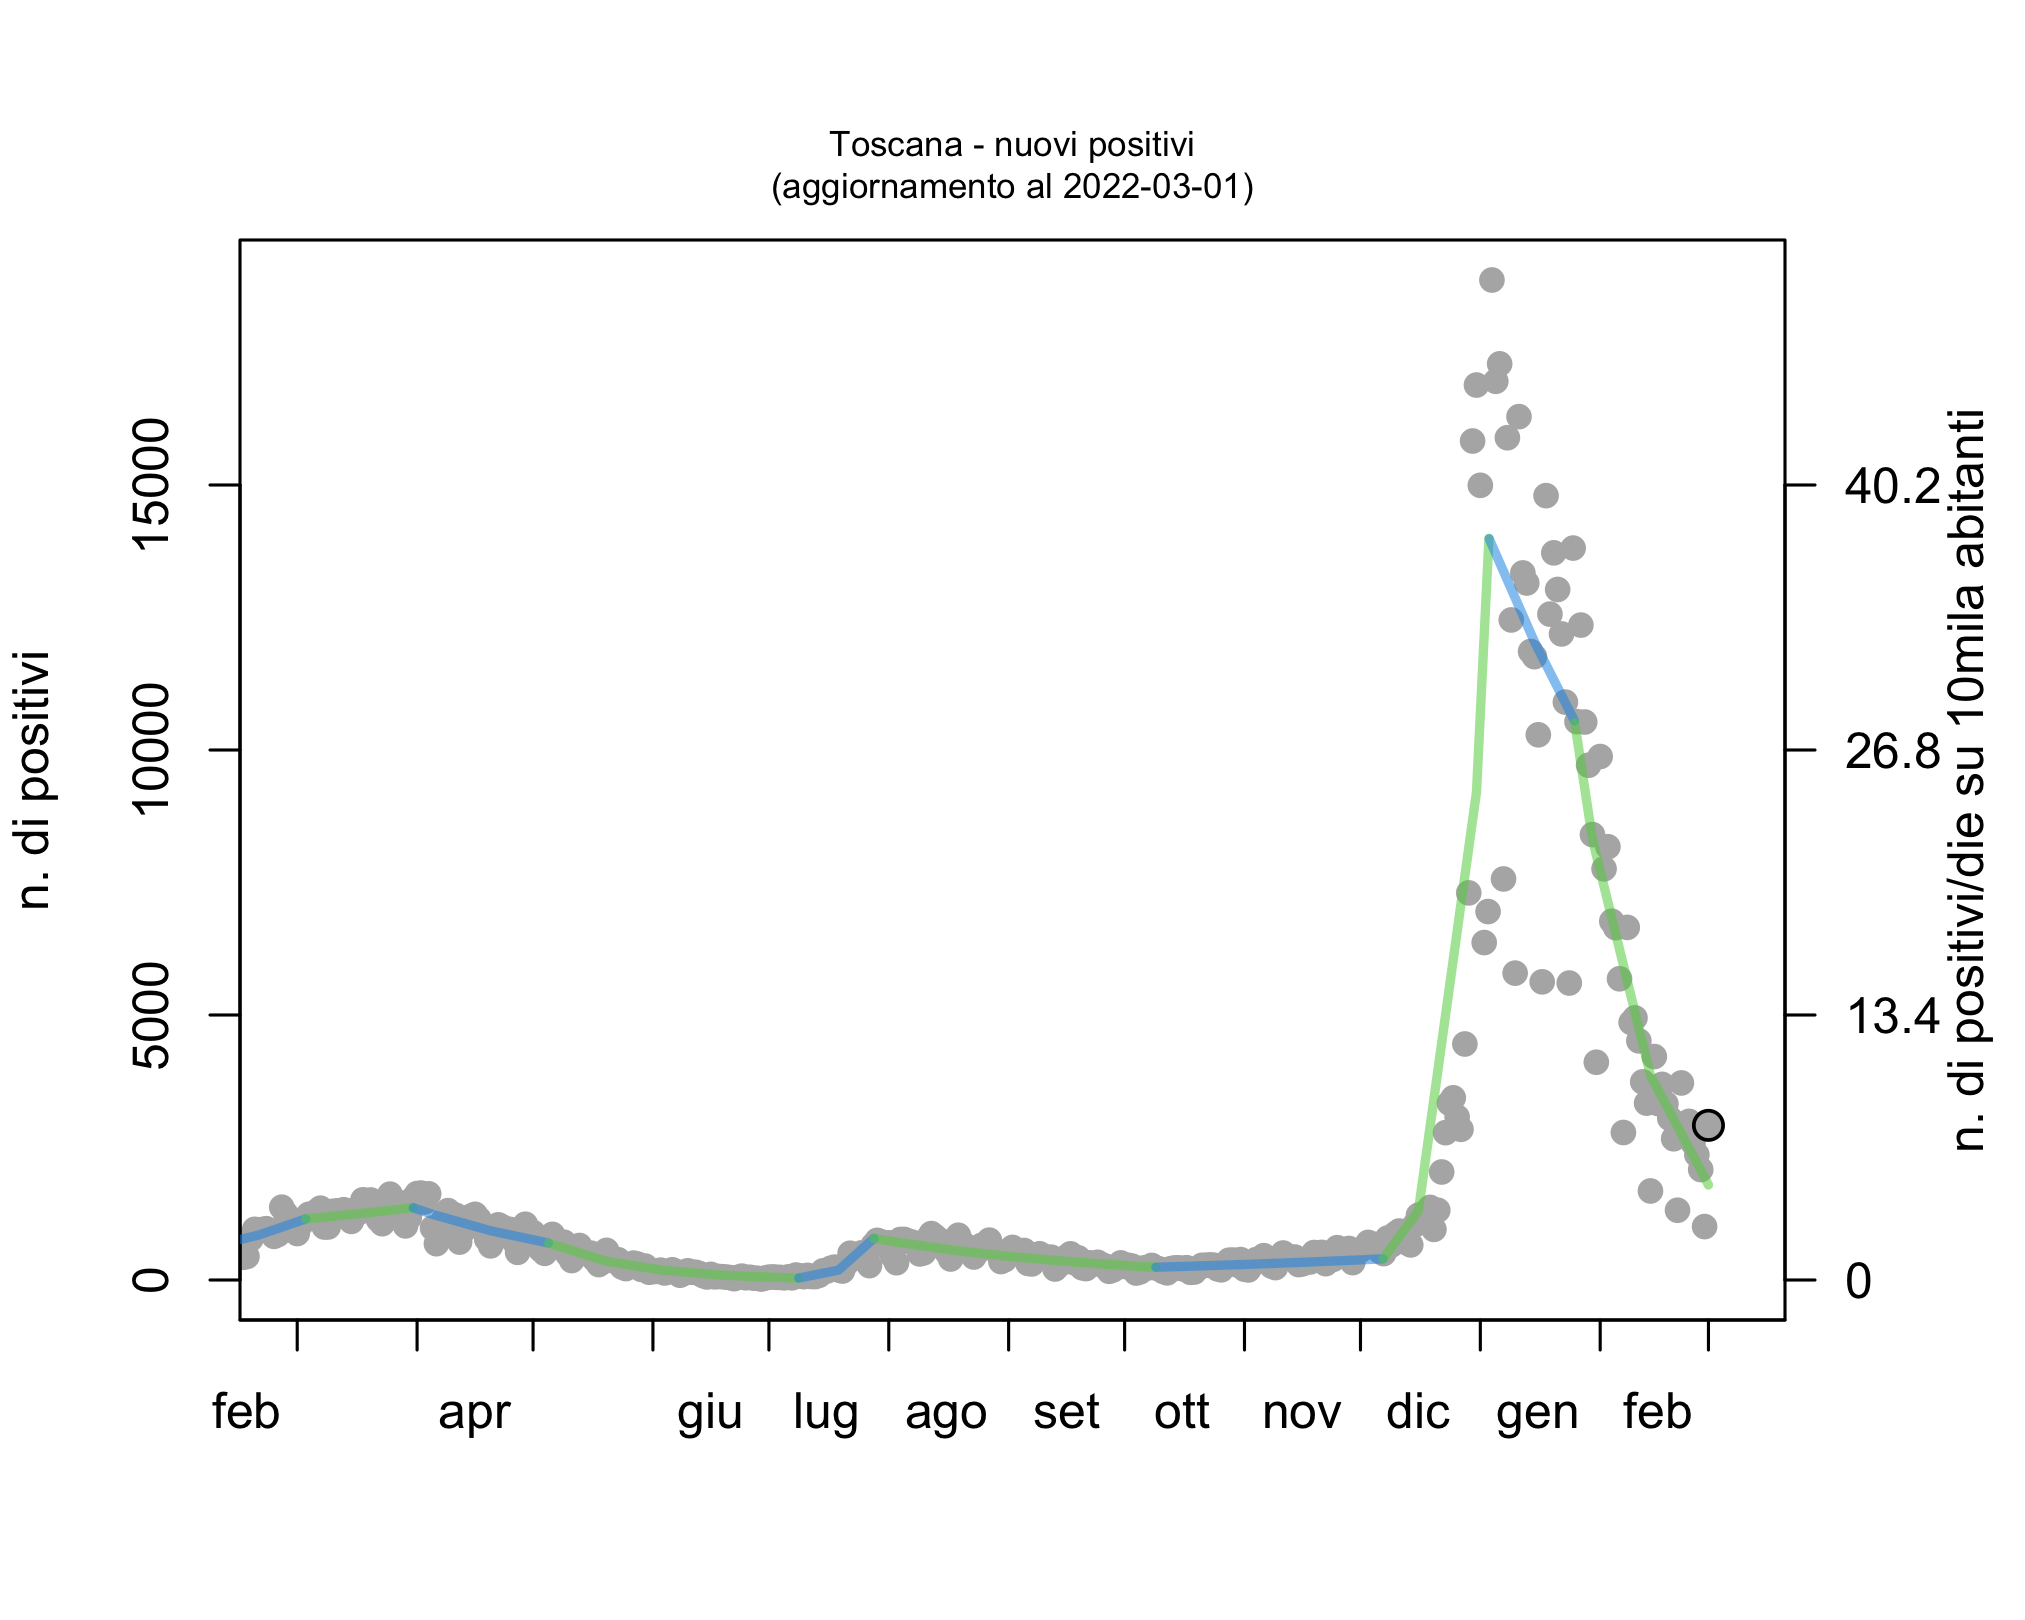 Toscana - nuovi positivi
(aggiornamento al 2022-03-01)
n. di positivi
15000
10000
5000
0
40.2
26.8
13.4
0
n. di positivi/die su 10mila abitanti
feb apr giu lug ago set ott nov dic gen feb